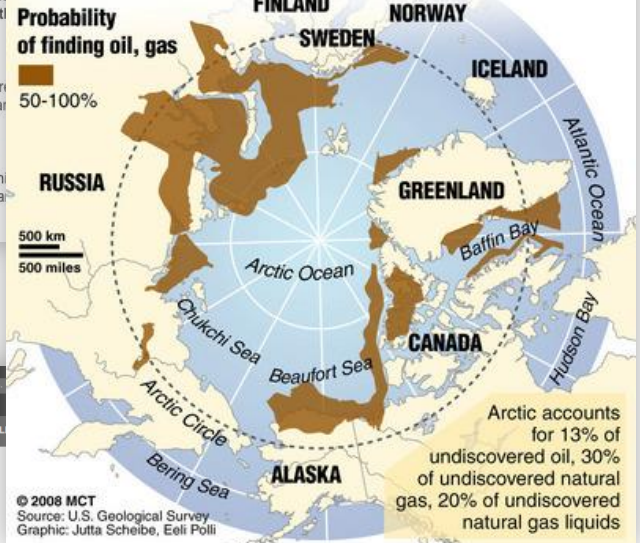 Probability
of finding oil, gas
50-100%
FINLAND
NORWAY
SWEDEN
ICELAND
Atlantic Ocean
RUSSIA
GREENLAND
500 km
500 miles
Baffin Bay
Arctic Ocean
Chukchi Sea
Beaufort Sea
CANADA
Hudson Bay
Arctic Circle
Bering Sea
ALASKA
Arctic accounts
for 13% of
undiscovered oil, 30%
of undiscovered natural
gas, 20% of undiscovered
natural gas liquids
© 2008 MCT
Source: U.S. Geological Survey
Graphic: Jutta Scheibe, Eeli Polli